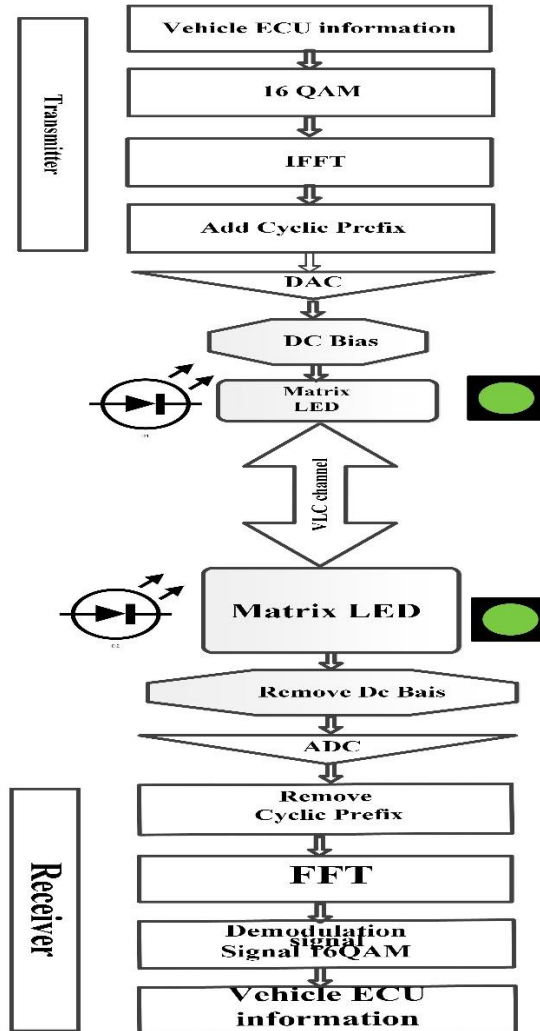 Vehicle ECU information
Transmitter
16 QAM
IFFT
Add Cyclic Prefix
DAC
DC Bias
Matrix
LED
VLC channel
Matrix LED
Remove Dc Bais
ADC
Remove
Cyclic Prefix
Receiver
FFT
Demodulation
signal
Signal 16QAM
Vehicle ECU
information